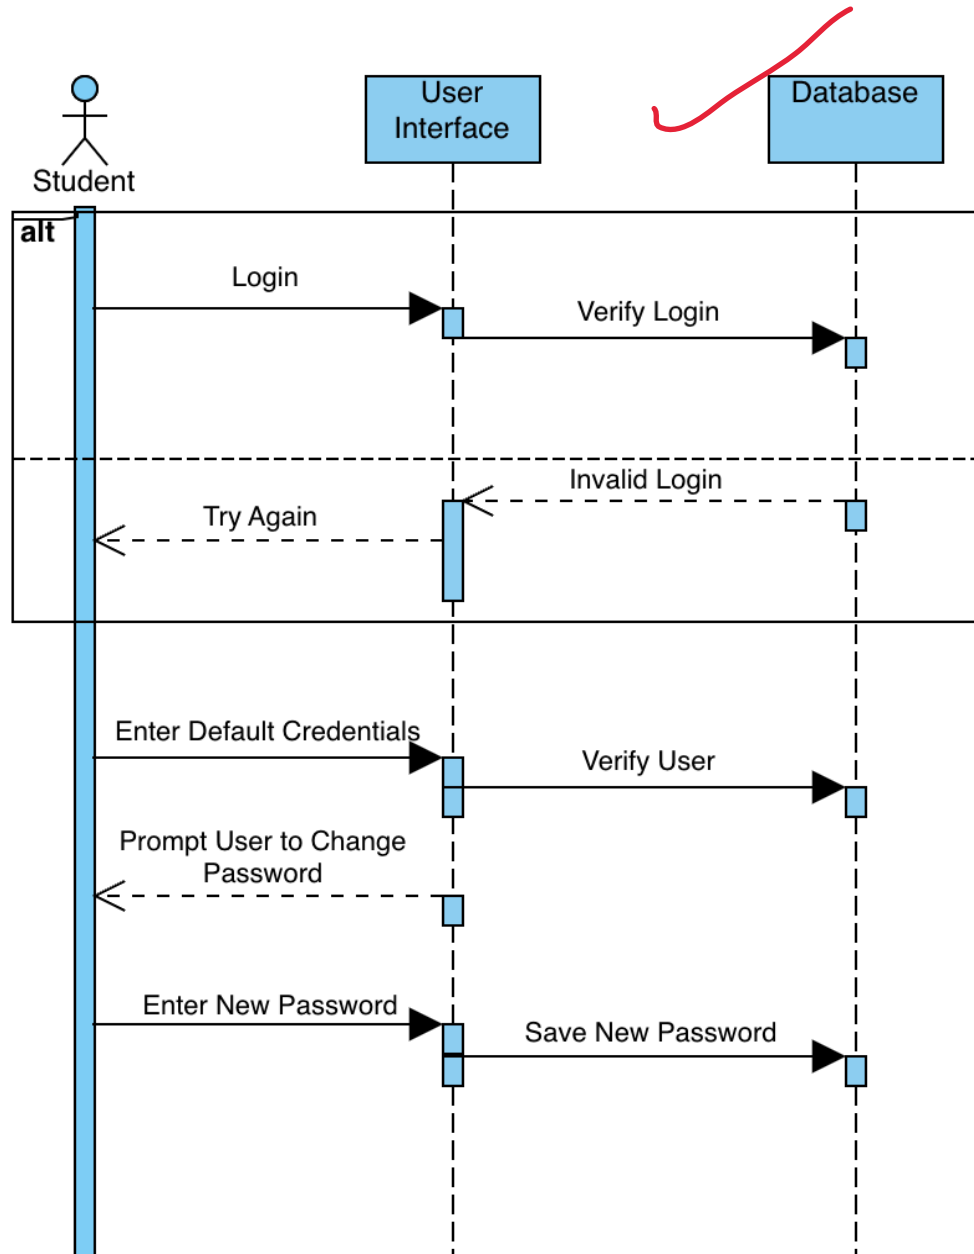 User
Interface
Database
Student
alt
Login
Verify Login
Invalid Login
Try Again
Enter Default Credentials
Verify User
Prompt User to Change
Password
Enter New Password
Save New Password